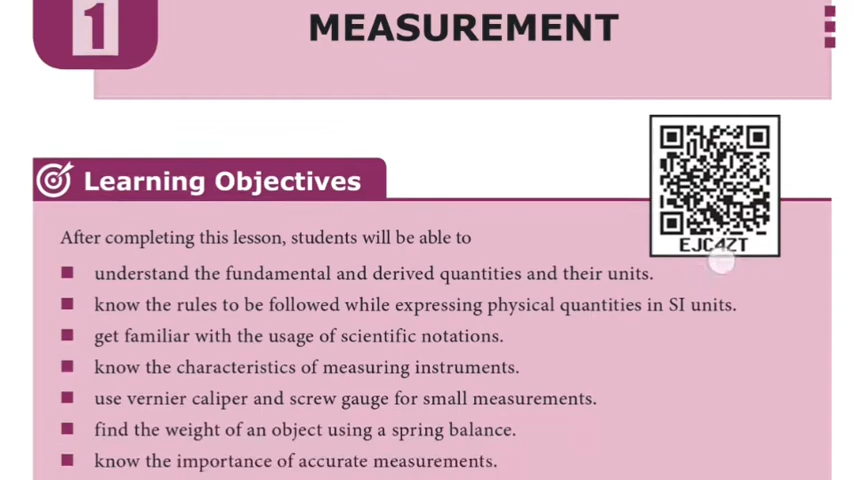 1
MEASUREMENT
Learning Objectives
EJC4ZT
After completing this lesson, students will be able to
understand the fundamental and derived quantities and their units.
know the rules to be followed while expressing physical quantities in SI units.
get familiar with the usage of scientific notations.
know the characteristics of measuring instruments.
use vernier caliper and screw gauge for small measurements.
find the weight of an object using a spring balance.
know the importance of accurate measurements.